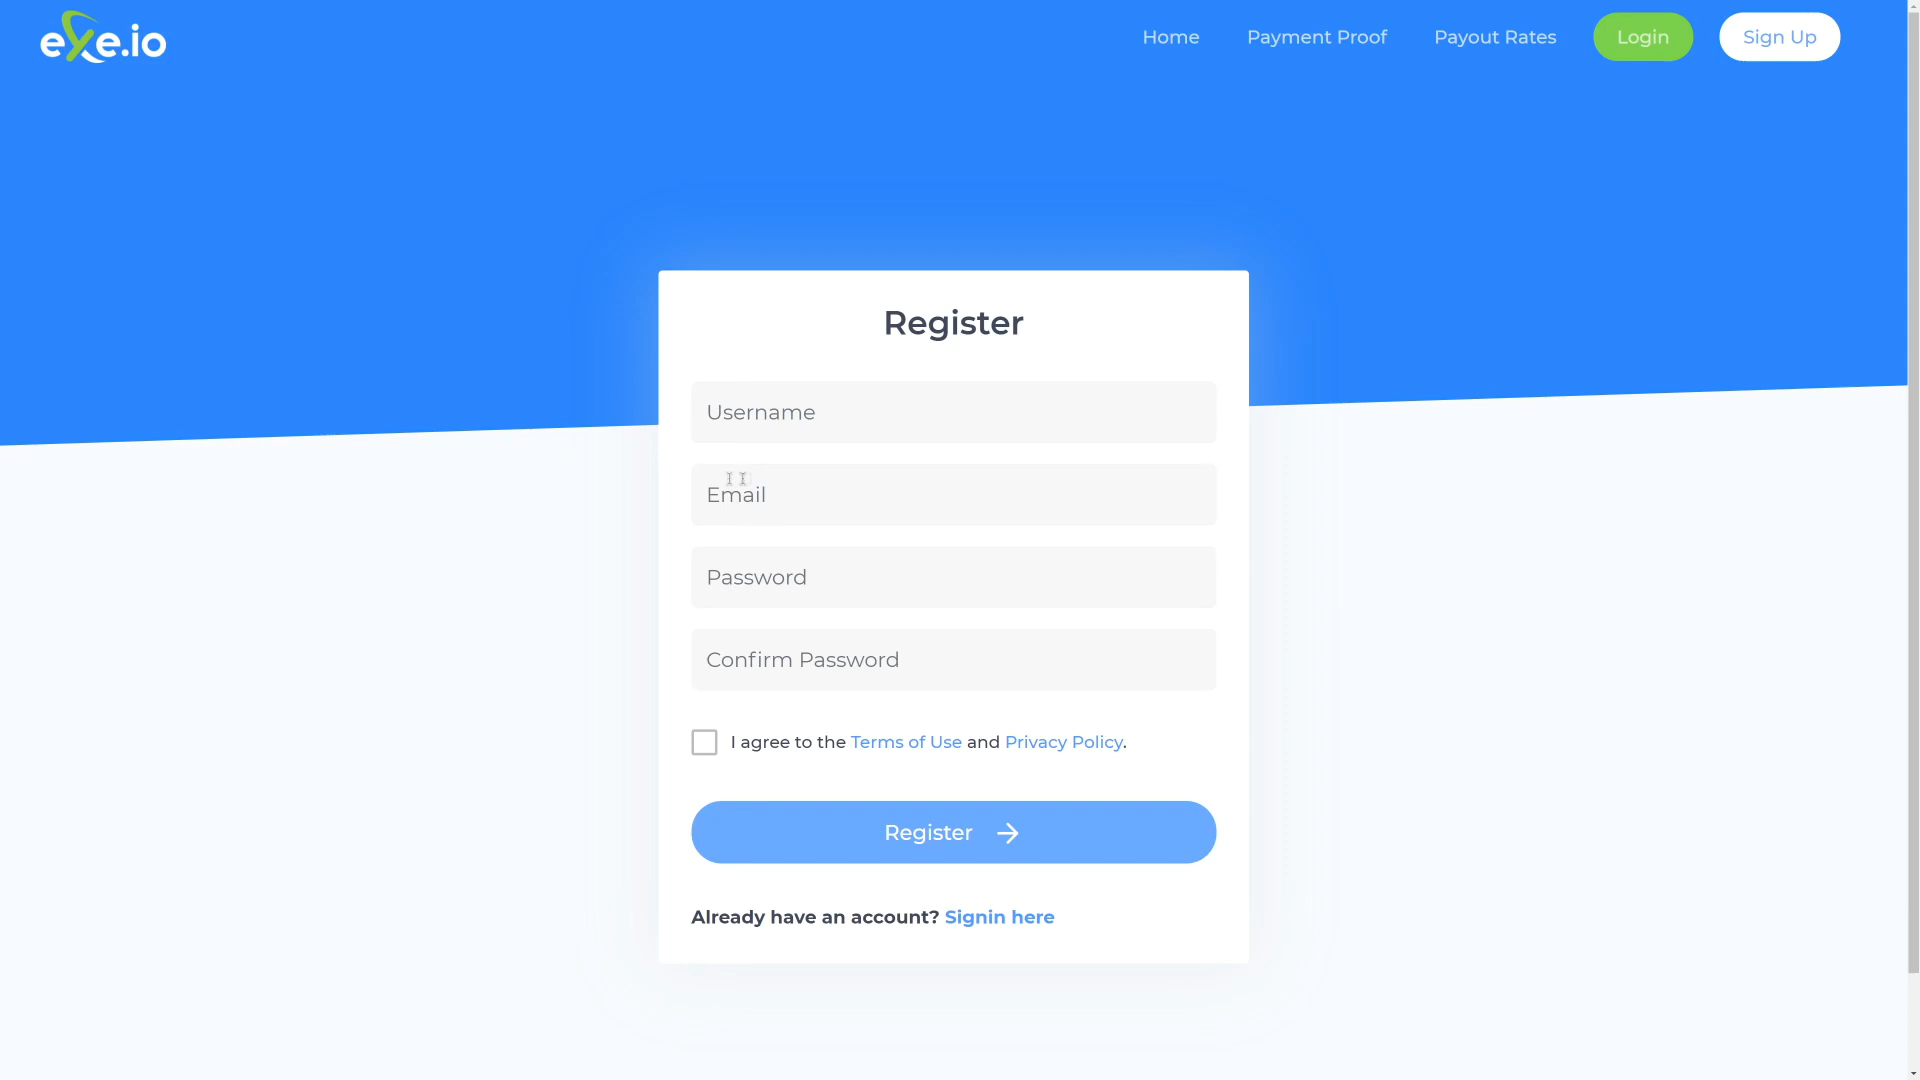 eXe.io
Home Payment Proof Payout Rates Login Sign Up
Register
Username
Email
Password
Confirm Password
I agree to the Terms of Use and Privacy Policy.
Register
Already have an account? Signin here